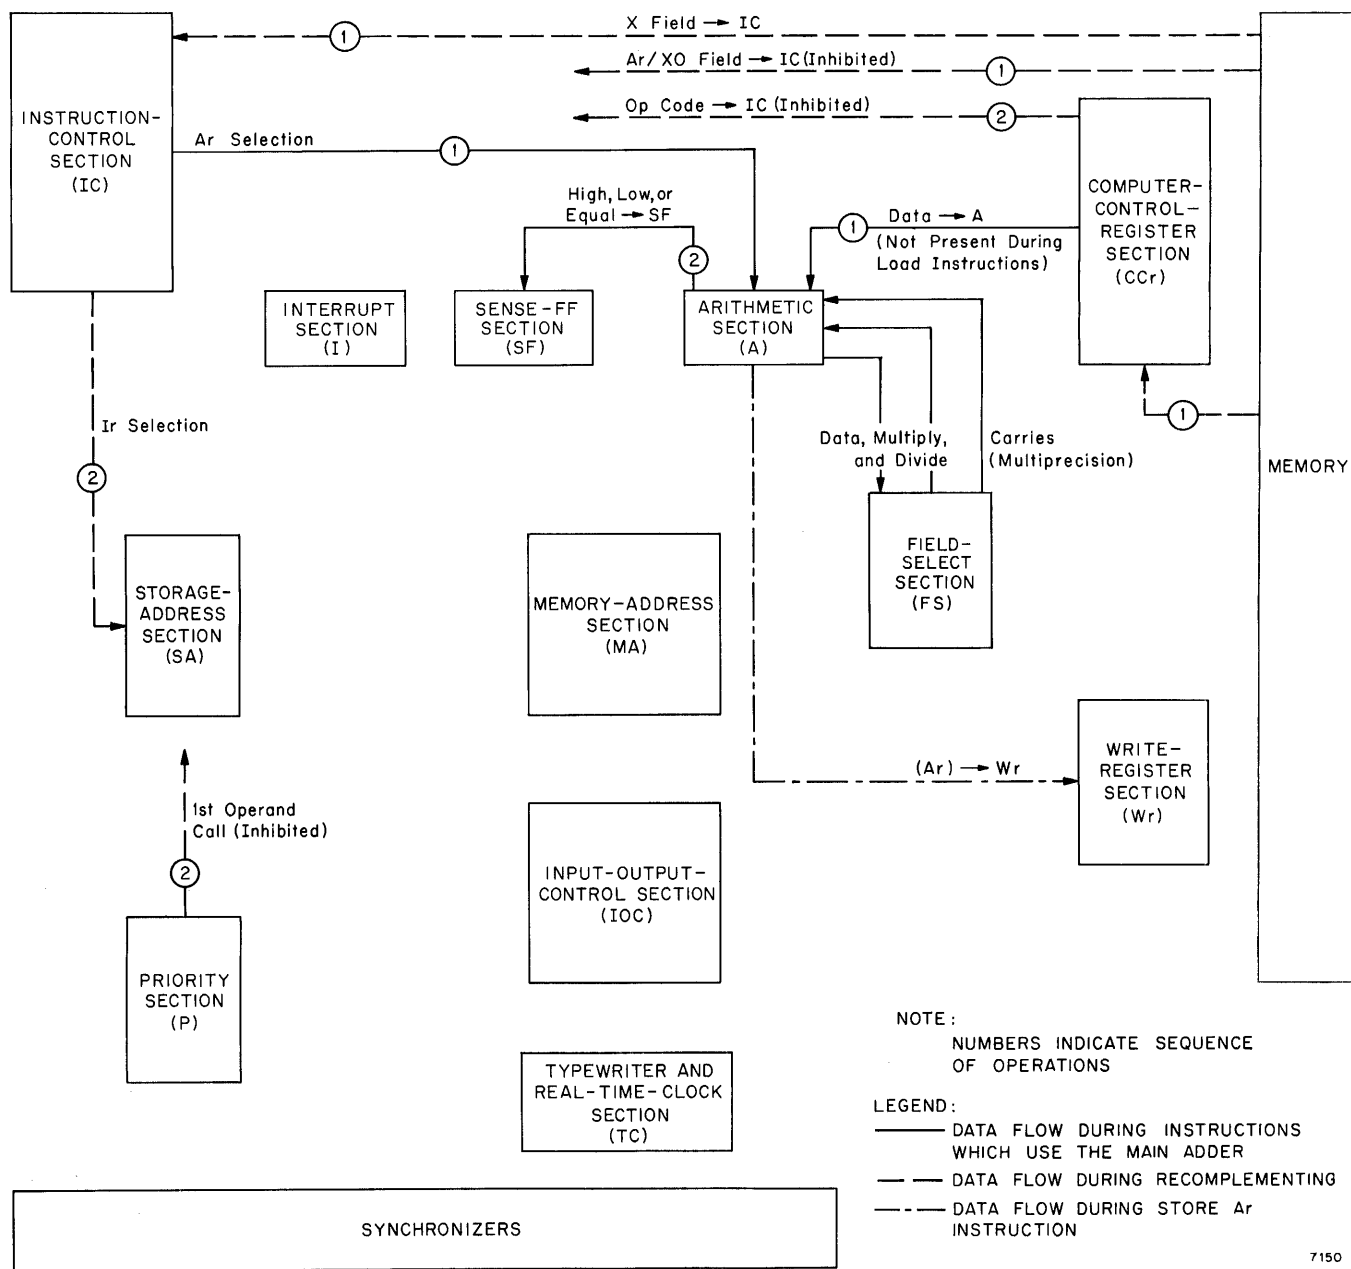 X Field → IC
1
Ar/XO Field → IC (Inhibited)
1
Op Code → IC (Inhibited)
2
INSTRUCTION-
CONTROL
SECTION
(IC)
Ar Selection
1
COMPUTER-
CONTROL-
REGISTER
SECTION
(CCr)
High, Low, or
Equal → SF
2
1
Data → A
(Not Present During
Load Instructions)
INTERRUPT
SECTION
(I)
SENSE-FF
SECTION
(SF)
ARITHMETIC
SECTION
(A)
1
MEMORY
Ir Selection
2
Data, Multiply,
and Divide
Carries
(Multiprecision)
STORAGE-
ADDRESS
SECTION
(SA)
MEMORY-ADDRESS
SECTION
(MA)
FIELD-
SELECT
SECTION
(FS)
(Ar) → Wr
WRITE-
REGISTER
SECTION
(Wr)
1st Operand
Call (Inhibited)
2
INPUT-OUTPUT-
CONTROL SECTION
(IOC)
PRIORITY
SECTION
(P)
TYPEWRITER AND
REAL-TIME-CLOCK
SECTION
(TC)
NOTE:
NUMBERS INDICATE SEQUENCE
OF OPERATIONS
LEGEND:
DATA FLOW DURING INSTRUCTIONS
WHICH USE THE MAIN ADDER
DATA FLOW DURING RECOMPLEMENTING
DATA FLOW DURING STORE Ar
INSTRUCTION
SYNCHRONIZERS
7150